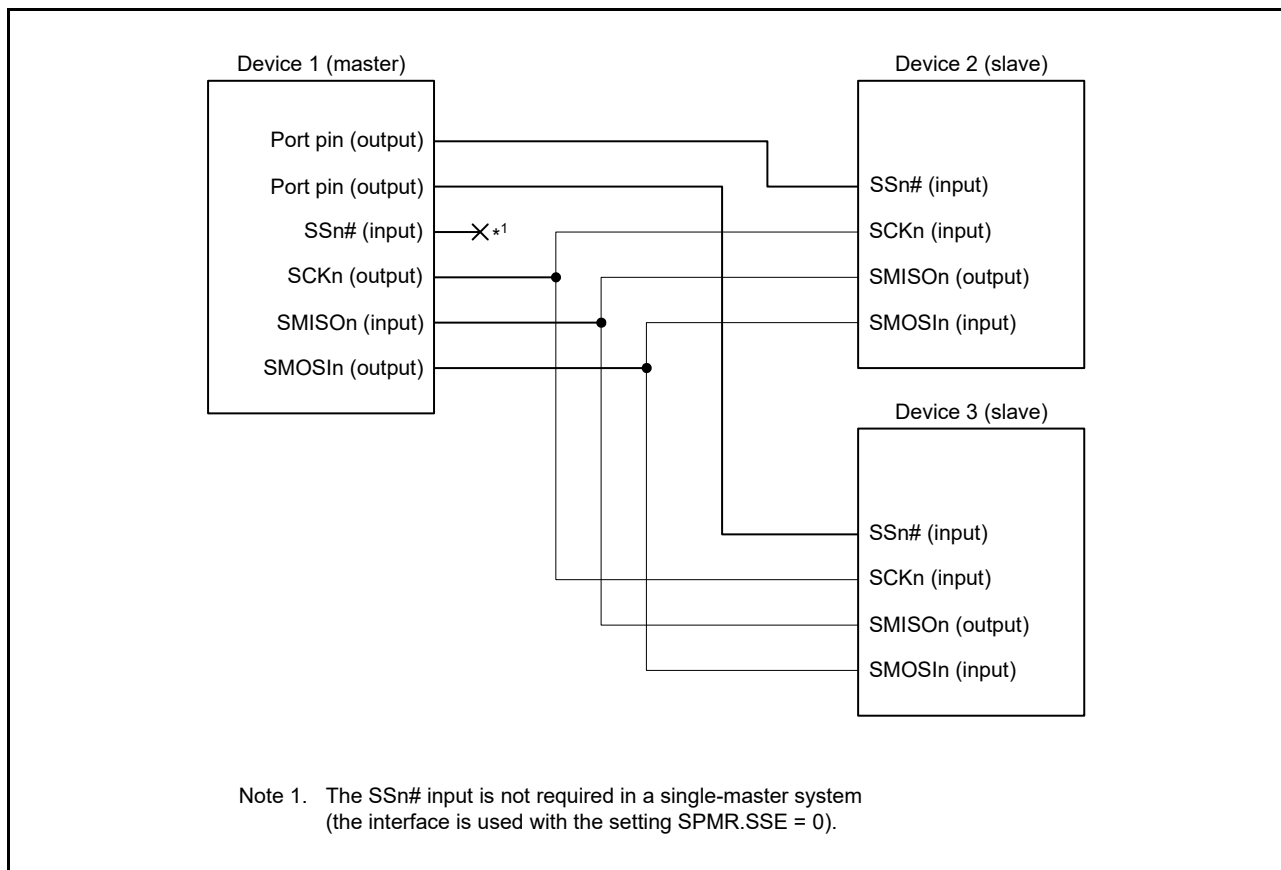 Device 1 (master)
Port pin (output)
Port pin (output)
SSn# (input)
*1
SCKn (output)
SMISOn (input)
SMOSIn (output)
Device 2 (slave)
SSn# (input)
SCKn (input)
SMISOn (output)
SMOSIn (input)
Device 3 (slave)
SSn# (input)
SCKn (input)
SMISOn (output)
SMOSIn (input)
Note 1. The SSn# input is not required in a single-master system
(the interface is used with the setting SPMR.SSE = 0).